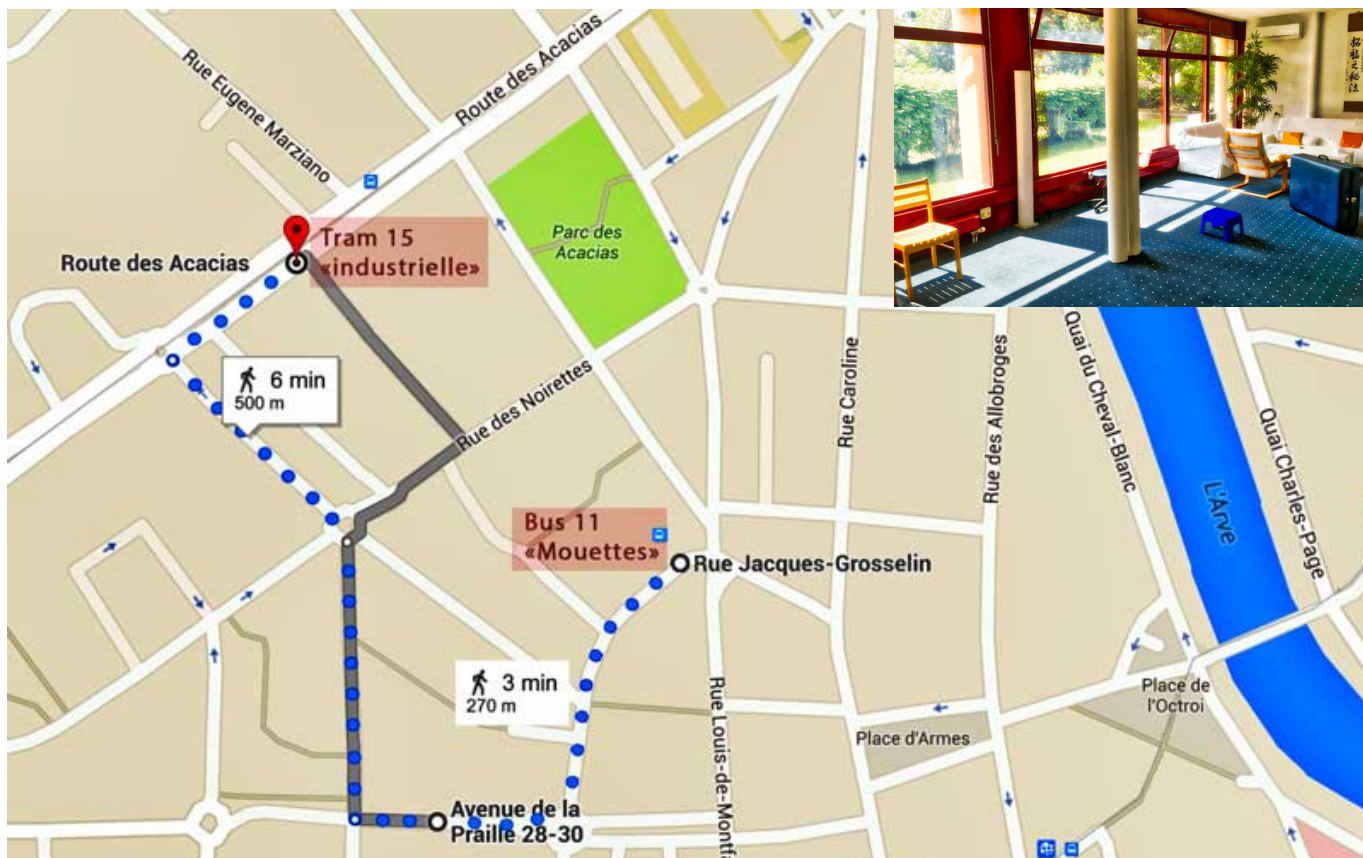 Rue Eugene Marziano
Route des Acacias
Tram 15
«industrielle»
Route des Acacias
Parc des
Acacias
6 min
500 m
Rue des Noirettes
Rue Caroline
Rue des Allobroges
Quai du Cheval-Blanc
Quai Charles-Page
L'Arve
Bus 11
«Mouettes»
Rue Jacques-Grosselin
3 min
270 m
Rue Louis-de-Montfa
Place de
l'Octroi
Place d'Armes
Avenue de la
Praille 28-30